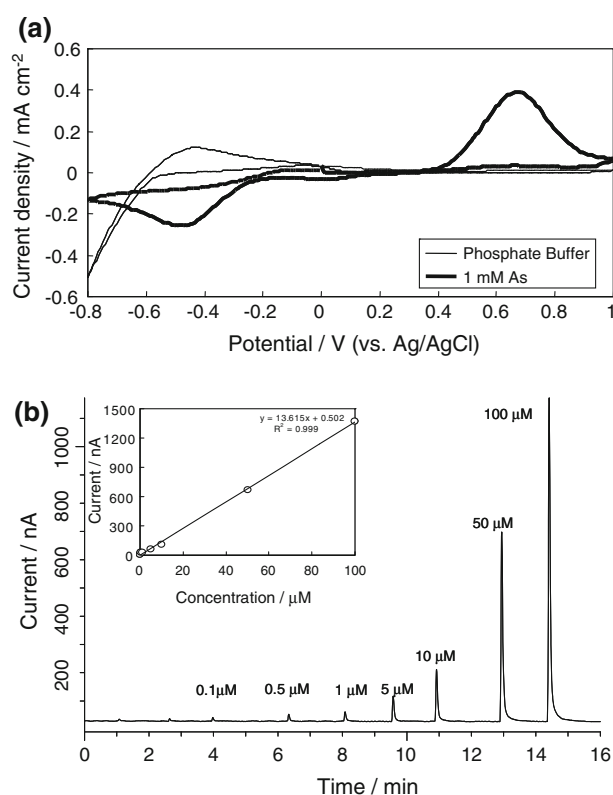 (a)
Current density / mA cm-2
0.6
0.4
0.2
0
-0.2
-0.4
-0.6
-0.8 -0.6 -0.4 -0.2 0 0.2 0.4 0.6 0.8 1
Phosphate Buffer
1 mM As
Potential / V (vs. Ag/AgCl)
(b)
Current / nA
1000
800
600
400
200
Current / nA
1500
1200
900
600
300
0
y = 13.615x + 0.502
R2 = 0.999
0 20 40 60 80 100
Concentration / µM
0.1µM
0.5 µM
1 µM
5 µM
10 µM
50 µM
100 µM
0 2 4 6 8 10 12 14 16
Time / min